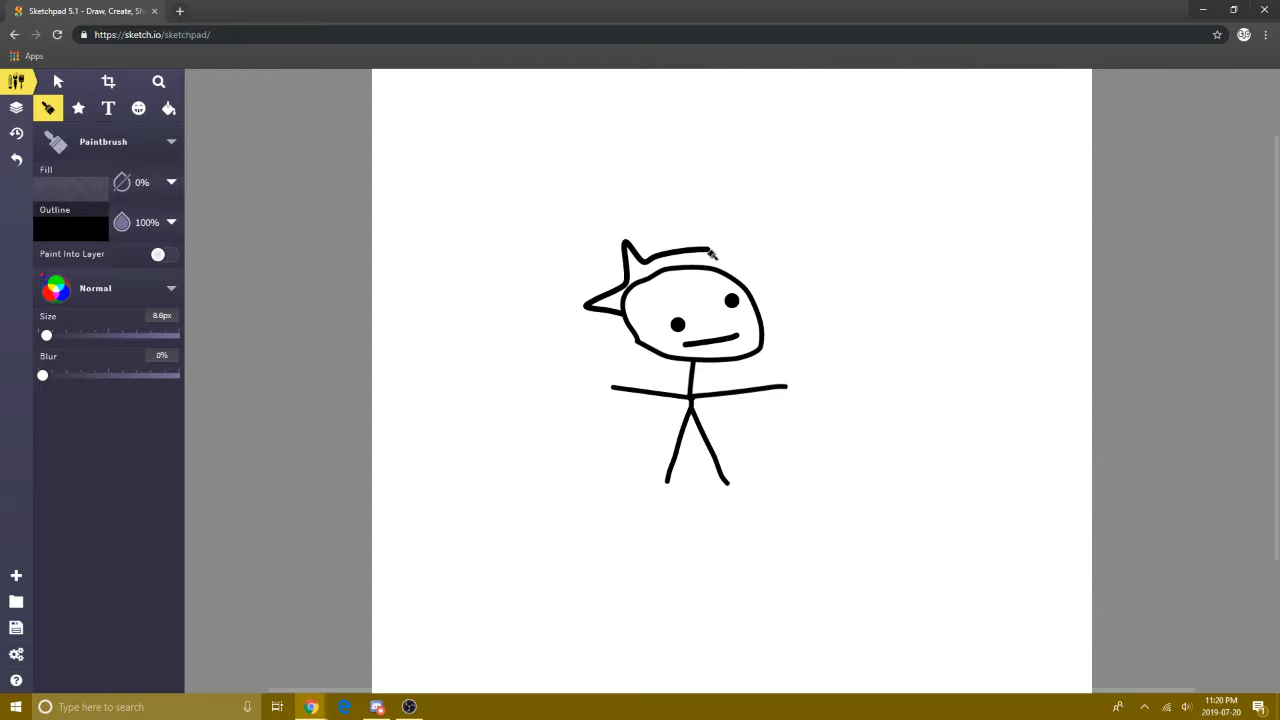 Sketchpad 5.1 - Draw, Create, Sh
https://sketch.io/sketchpad/
Apps
T
Paintbrush
Fill
0%
Outline
100%
Paint Into Layer
Normal
Size
8.6px
Blur
0%
Type here to search
11:20 PM
2019-07-20